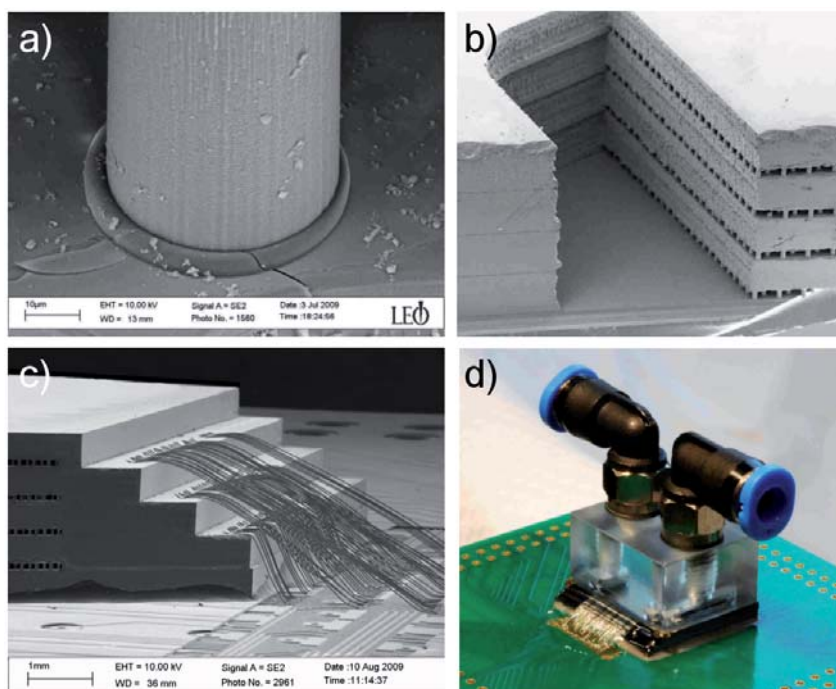 a)
10µm
EHT = 10.00 kV
WD = 13 mm
Signal A = SE2
Photo No. = 1560
Date :3 Jul 2009
Time :18:24:56
LEO
b)
c)
1mm
EHT = 10.00 kV
WD = 36 mm
Signal A = SE2
Photo No. = 2961
Date :10 Aug 2009
Time :11:14:37
d)